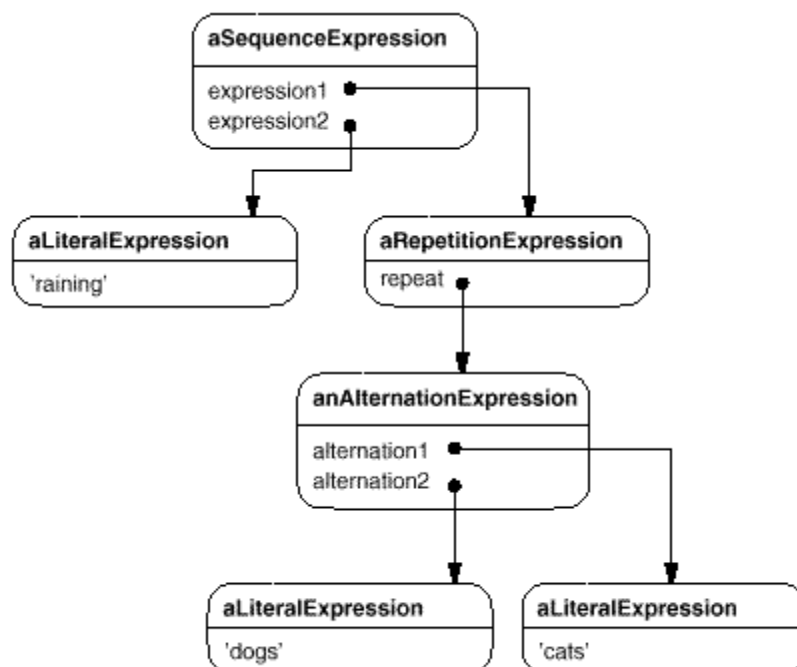 aSequenceExpression
expression1
expression2
aLiteralExpression
'raining'
aRepetitionExpression
repeat
anAlternationExpression
alternation1
alternation2
aLiteralExpression
'dogs'
aLiteralExpression
'cats'